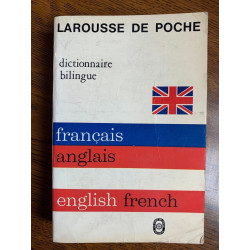 LAROUSSE DE POCHE
dictionnaire
bilingue
français
anglais
english french